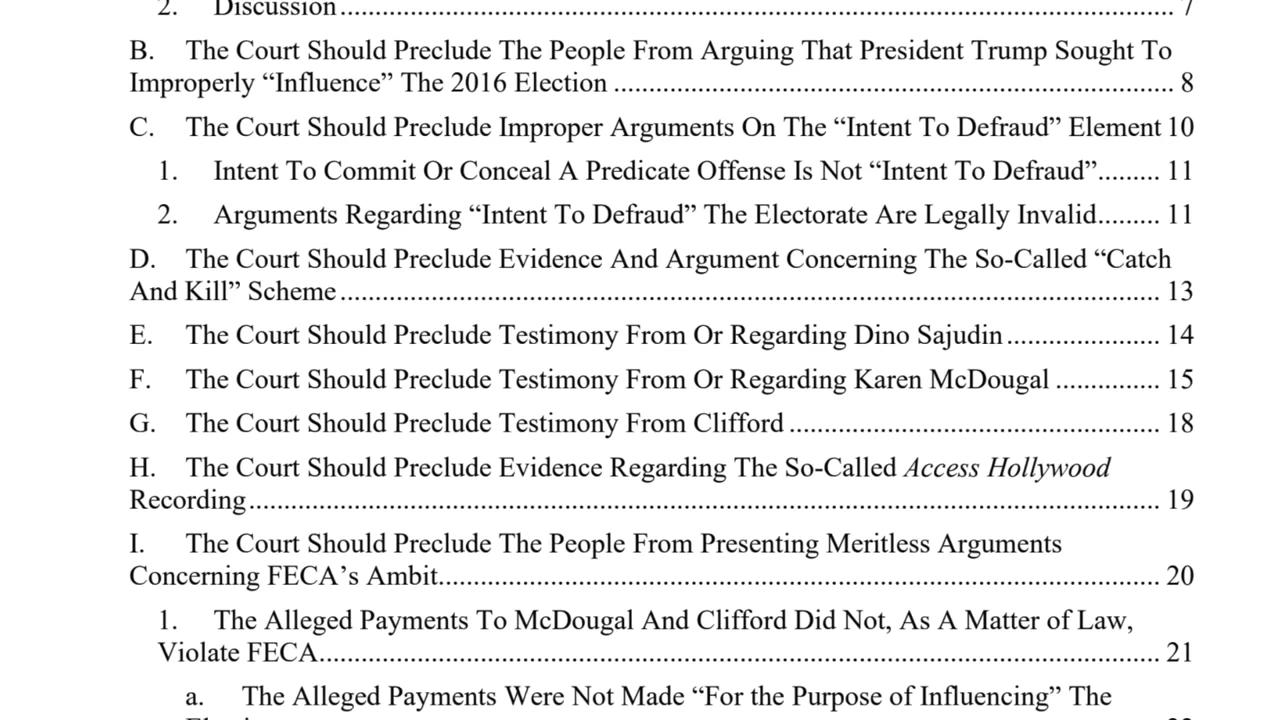 2. Discussion........ 7
B. The Court Should Preclude The People From Arguing That President Trump Sought To
Improperly “Influence” The 2016 Election ........ 8
C. The Court Should Preclude Improper Arguments On The “Intent To Defraud” Element 10
1. Intent To Commit Or Conceal A Predicate Offense Is Not “Intent To Defraud”......... 11
2. Arguments Regarding “Intent To Defraud” The Electorate Are Legally Invalid......... 11
D. The Court Should Preclude Evidence And Argument Concerning The So-Called “Catch
And Kill” Scheme........ 13
E. The Court Should Preclude Testimony From Or Regarding Dino Sajudin........ 14
F. The Court Should Preclude Testimony From Or Regarding Karen McDougal ........ 15
G. The Court Should Preclude Testimony From Clifford ........ 18
H. The Court Should Preclude Evidence Regarding The So-Called Access Hollywood
Recording........ 19
I. The Court Should Preclude The People From Presenting Meritless Arguments
Concerning FECA’s Ambit........ 20
1. The Alleged Payments To McDougal And Clifford Did Not, As A Matter of Law,
Violate FECA........ 21
a. The Alleged Payments Were Not Made “For the Purpose of Influencing” The